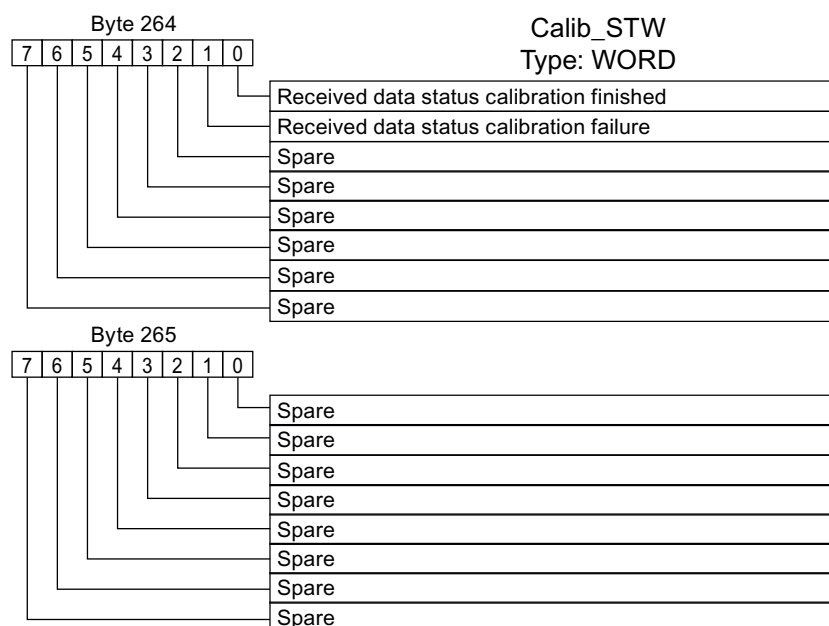 Byte 264
Calib_STW
Type: WORD
7 6 5 4 3 2 1 0
Received data status calibration finished
Received data status calibration failure
Spare
Spare
Spare
Spare
Spare
Spare
Byte 265
7 6 5 4 3 2 1 0
Spare
Spare
Spare
Spare
Spare
Spare
Spare
Spare